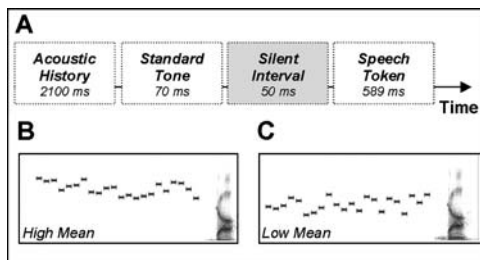 A
Acoustic History 2100 ms
Standard Tone 70 ms
Silent Interval 50 ms
Speech Token 589 ms
Time
B
High Mean
C
Low Mean